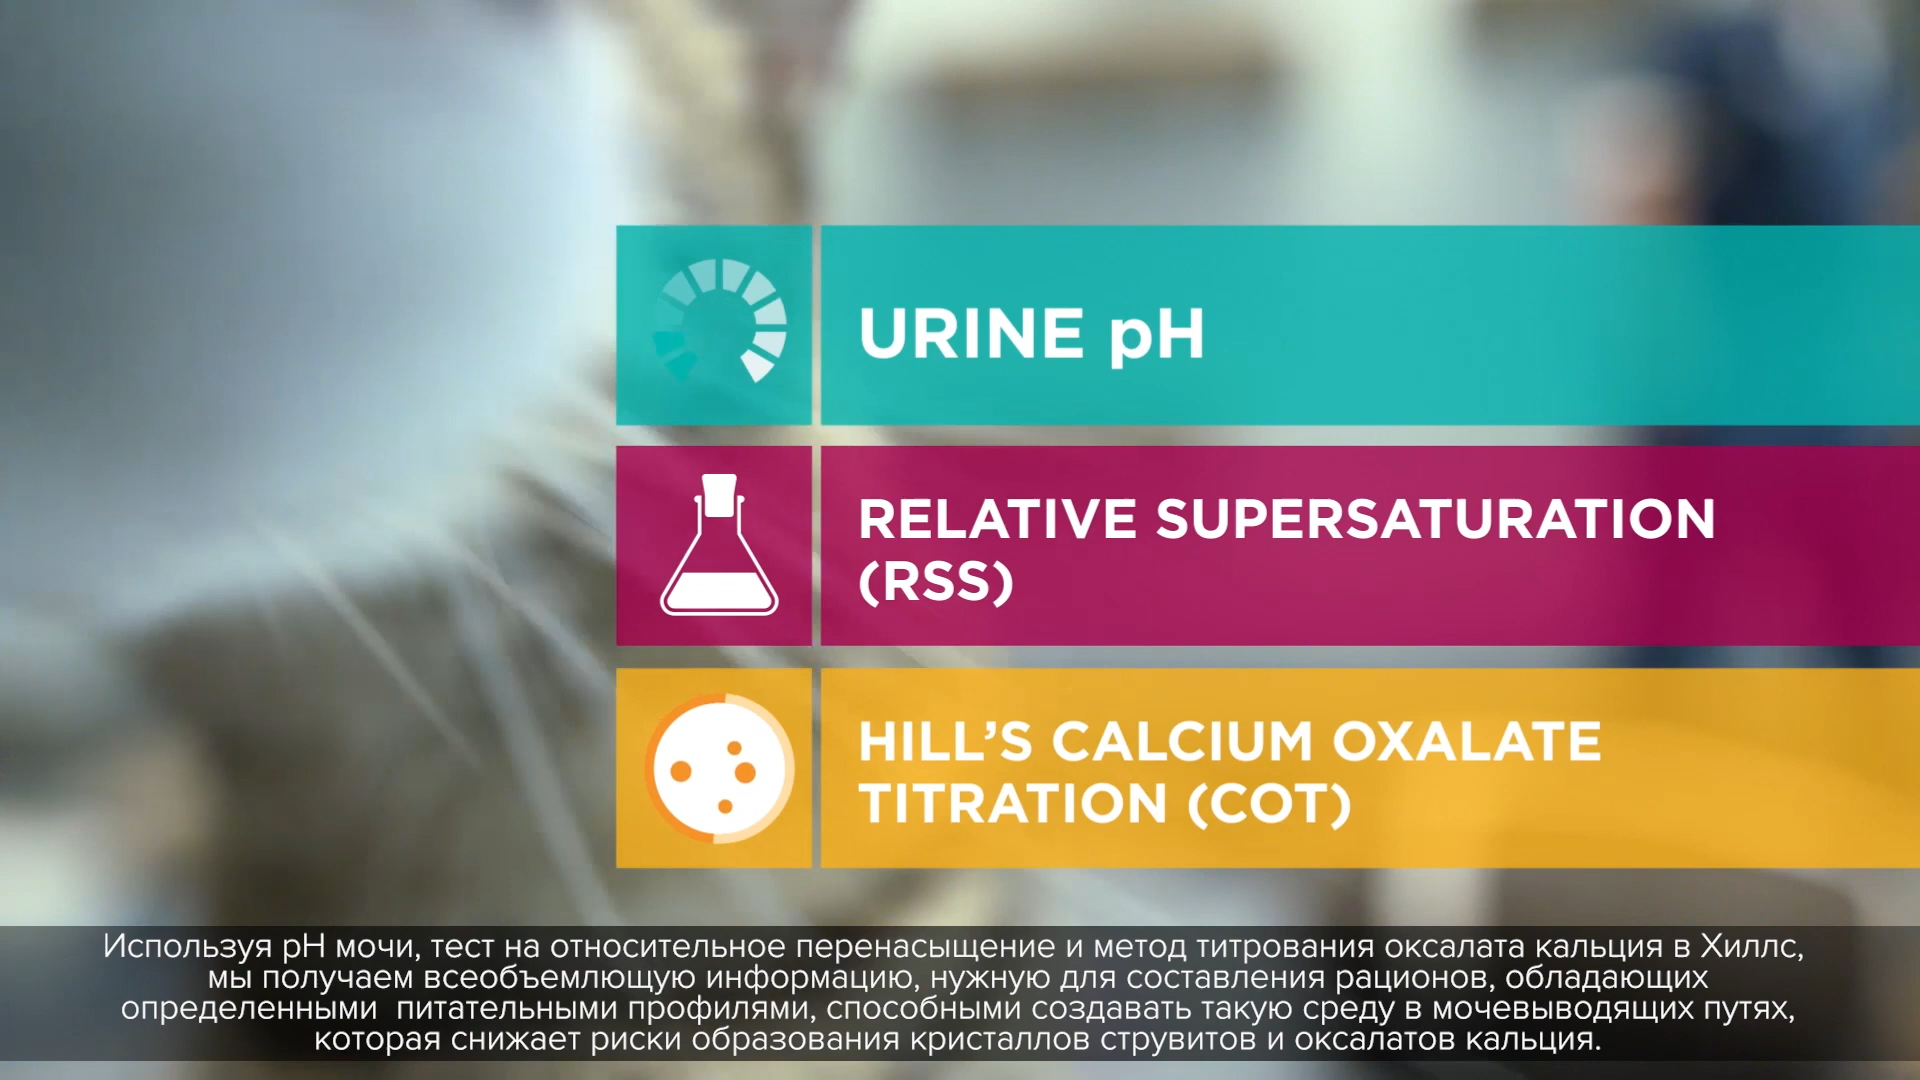 URINE pH
RELATIVE SUPERSATURATION
(RSS)
HILL’S CALCIUM OXALATE
TITRATION (COT)
Используя рН мочи, тест на относительное перенасыщение и метод титрования оксалата кальция в Хиллс,
мы получаем всеобъемлющую информацию, нужную для составления рационов, обладающих
определенными питательными профилями, способными создавать такую среду в мочевыводящих путях,
которая снижает риски образования кристаллов струвитов и оксалатов кальция.